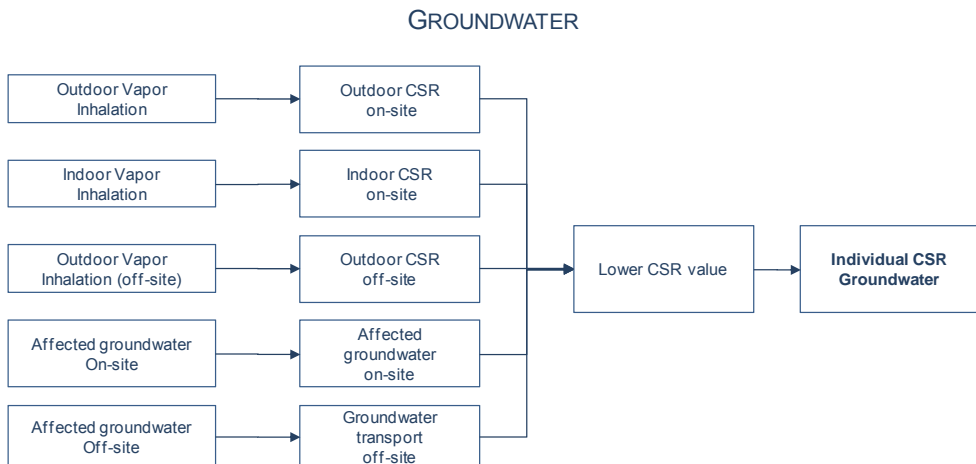 GROUNDWATER
Outdoor Vapor
Inhalation
Outdoor CSR
on-site
Indoor Vapor
Inhalation
Indoor CSR
on-site
Outdoor Vapor
Inhalation (off-site)
Outdoor CSR
off-site
Lower CSR value
Individual CSR
Groundwater
Affected groundwater
On-site
Affected
groundwater
on-site
Affected groundwater
Off-site
Groundwater
transport
off-site